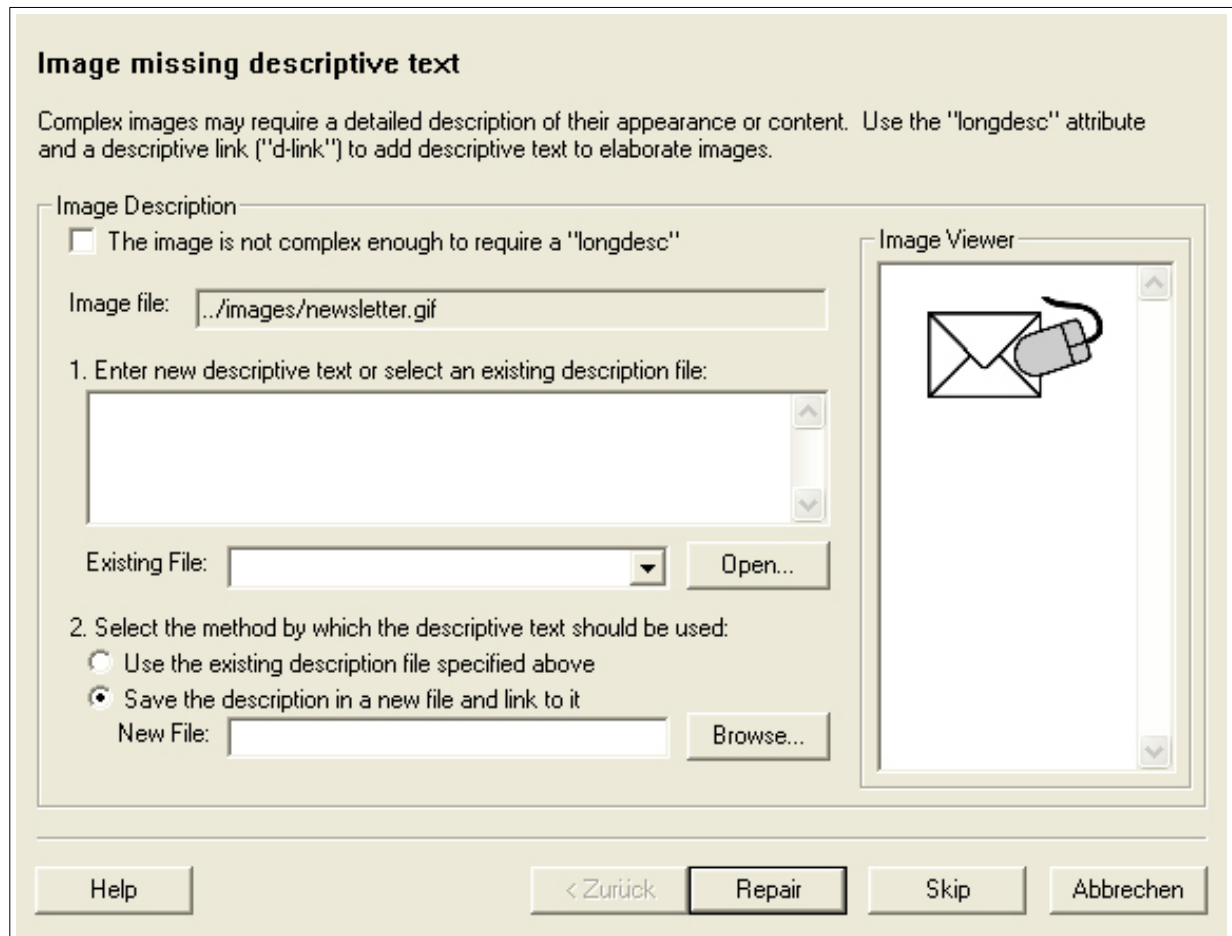 Image missing descriptive text
Complex images may require a detailed description of their appearance or content. Use the "longdesc" attribute
and a descriptive link ("d-link") to add descriptive text to elaborate images.
Image Description
The image is not complex enough to require a "longdesc"
Image Viewer
Image file: ../images/newsletter.gif
1. Enter new descriptive text or select an existing description file:
Existing File: Open...
2. Select the method by which the descriptive text should be used:
Use the existing description file specified above
Save the description in a new file and link to it
New File: Browse...
Help < Zurück Repair Skip Abbrechen